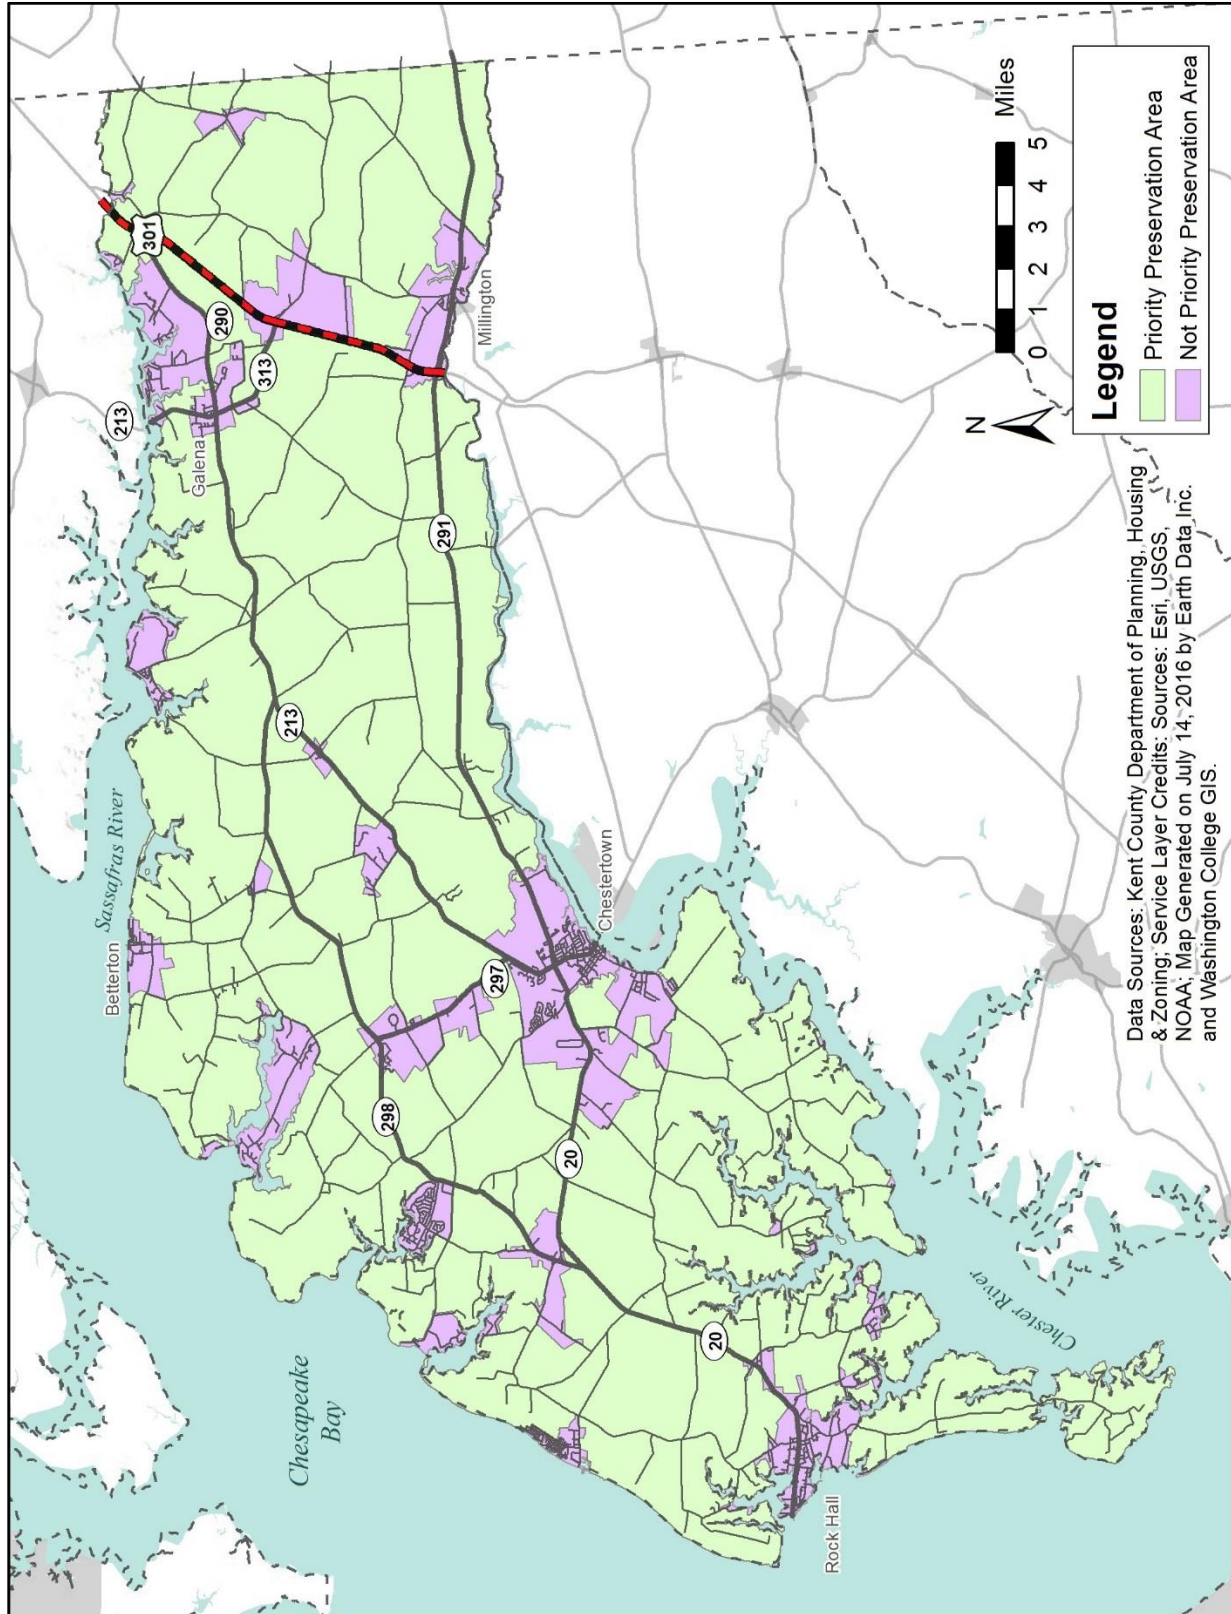 301
290
213
313
Galena
Millington
291
Sassafras River
213
Betterton
Chestertown
297
298
20
Chesapeake
Bay
20
Chester River
Rock Hall
N
0 1 2 3 4 5 Miles
Legend
Priority Preservation Area
Not Priority Preservation Area
Data Sources: Kent County Department of Planning, Housing
& Zoning; Service Layer Credits: Sources: Esri, USGS,
NOAA; Map Generated on July 14, 2016 by Earth Data, Inc.
and Washington College GIS.